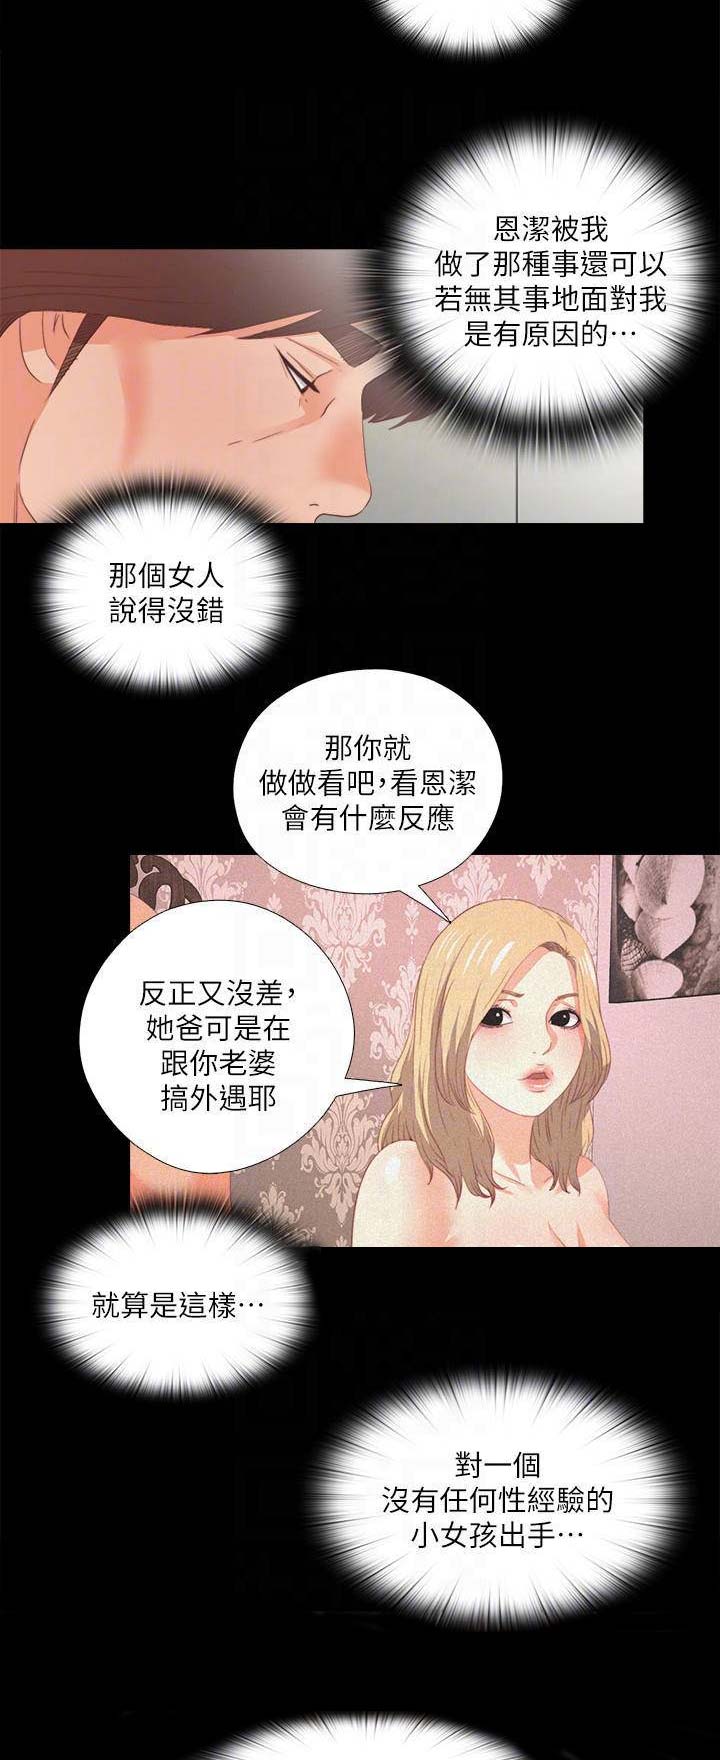 恩潔被我
做了那種事還可以
若無其事地面對我
是有原因的…
那個女人
說得沒錯
那你就
做做看吧，看恩潔
會有什麼反應
反正又沒差，
她爸可是在
跟你老婆
搞外遇耶
就算是這樣…
對一個
沒有任何性經驗的
小女孩出手…